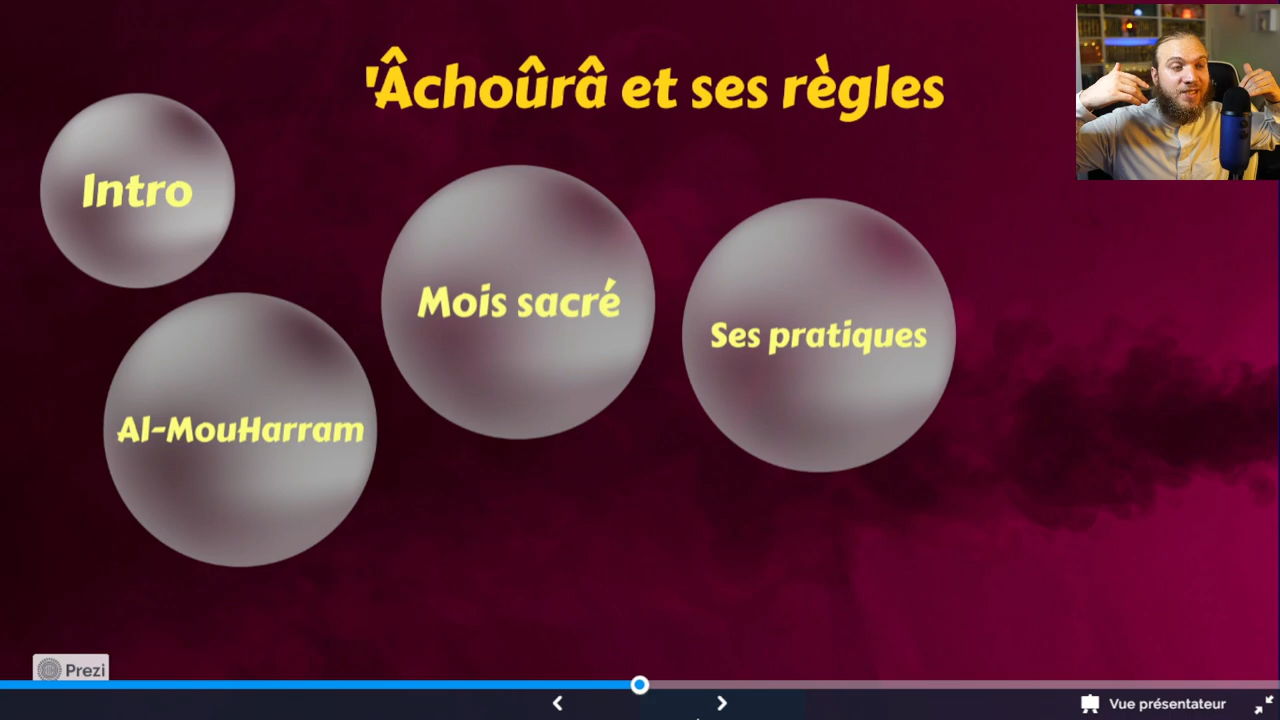 'Âchoûrâ et ses règles
Intro
Mois sacré
Ses pratiques
Al-MouHarram
Prezi
Vue présentateur